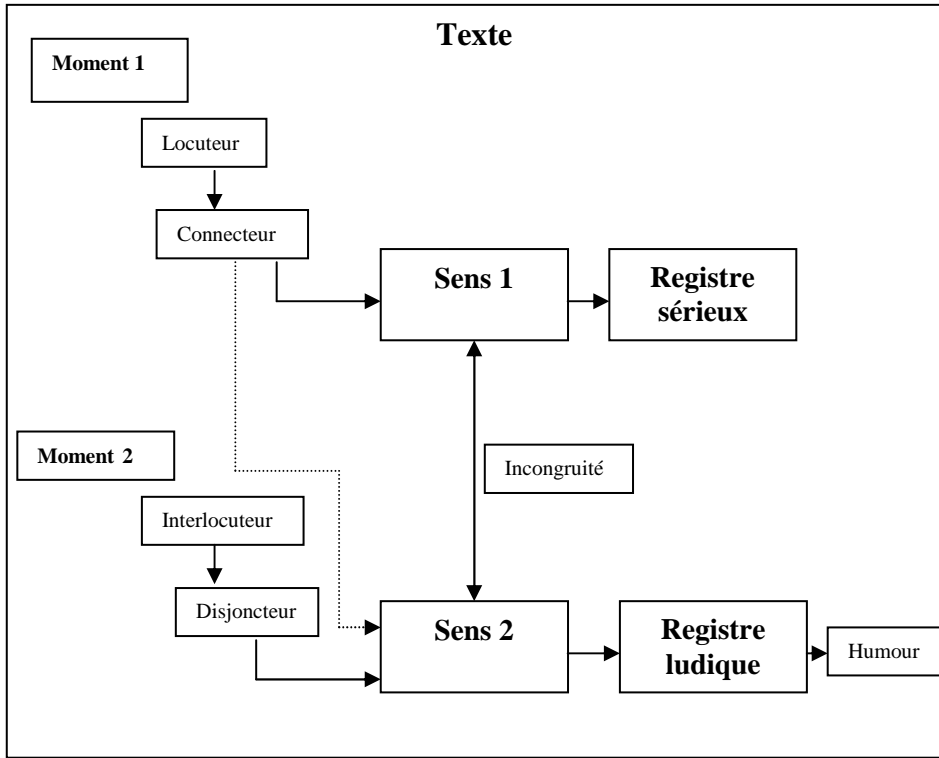 Texte
Moment 1
Locuteur
Connecteur
Sens 1
Registre
sérieux
Moment 2
Incongruité
Interlocuteur
Disjoncteur
Sens 2
Registre
ludique
Humour